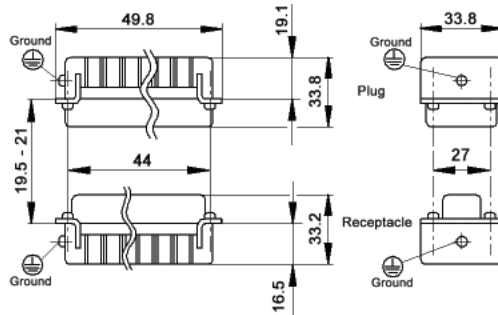 49.8
19.1
33.8
Ground
Ground
33.8
Plug
19.5 - 21
44
27
33.2
Receptacle
Ground
Ground
16.5